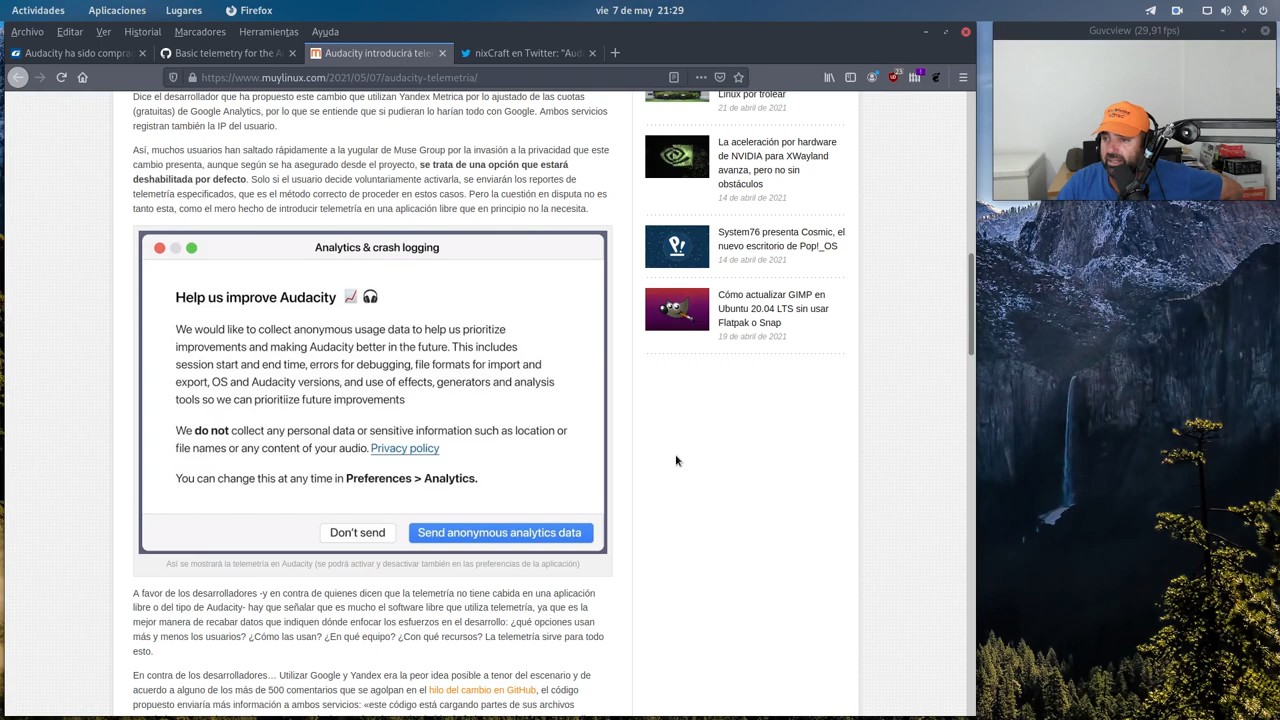 Actividades Aplicaciones Lugares Firefox vie 7 de may 21:29
Archivo Editar Ver Historial Marcadores Herramientas Ayuda
Guvcview (29,91 fps)
Audacity ha sido compra
Basic telemetry for the A
Audacity introducirá tele
nixCraft en Twitter: "Aud
https://www.muylinux.com/2021/05/07/audacity-telemetria/
23
1
Dice el desarrollador que ha propuesto este cambio que utilizan Yandex Metrica por lo ajustado de las cuotas
(gratuitas) de Google Analytics, por lo que se entiende que si pudieran lo harían todo con Google. Ambos servicios
registran también la IP del usuario.
Así, muchos usuarios han saltado rápidamente a la yugular de Muse Group por la invasión a la privacidad que este
cambio presenta, aunque según se ha asegurado desde el proyecto, se trata de una opción que estará
deshabilitada por defecto. Solo si el usuario decide voluntariamente activarla, se enviarán los reportes de
telemetría especificados, que es el método correcto de proceder en estos casos. Pero la cuestión en disputa no es
tanto esta, como el mero hecho de introducir telemetría en una aplicación libre que en principio no la necesita.
Analytics & crash logging
Help us improve Audacity
We would like to collect anonymous usage data to help us prioritize
improvements and making Audacity better in the future. This includes
session start and end time, errors for debugging, file formats for import and
export, OS and Audacity versions, and use of effects, generators and analysis
tools so we can prioritiize future improvements
We do not collect any personal data or sensitive information such as location or
file names or any content of your audio. Privacy policy
You can change this at any time in Preferences > Analytics.
Don't send
Send anonymous analytics data
Así se mostrará la telemetría en Audacity (se podrá activar y desactivar también en las preferencias de la aplicación)
A favor de los desarrolladores -y en contra de quienes dicen que la telemetría no tiene cabida en una aplicación
libre o del tipo de Audacity- hay que señalar que es mucho el software libre que utiliza telemetría, ya que es la
mejor manera de recabar datos que indiquen dónde enfocar los esfuerzos en el desarrollo: ¿qué opciones usan
más y menos los usuarios? ¿Cómo las usan? ¿En qué equipo? ¿Con qué recursos? La telemetría sirve para todo
esto.
En contra de los desarrolladores… Utilizar Google y Yandex era la peor idea posible a tenor del escenario y de
acuerdo a alguno de los más de 500 comentarios que se agolpan en el hilo del cambio en GitHub, el código
propuesto enviaría más información a ambos servicios: «este código está cargando partes de sus archivos
Linux por trolear
21 de abril de 2021
La aceleración por hardware
de NVIDIA para XWayland
avanza, pero no sin
obstáculos
14 de abril de 2021
System76 presenta Cosmic, el
nuevo escritorio de Pop!_OS
14 de abril de 2021
Cómo actualizar GIMP en
Ubuntu 20.04 LTS sin usar
Flatpak o Snap
19 de abril de 2021